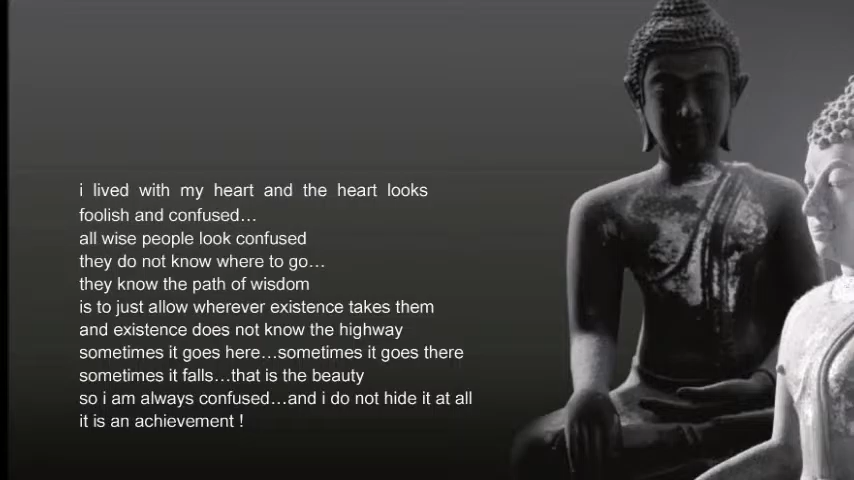 i lived with my heart and the heart looks
foolish and confused...
all wise people look confused
they do not know where to go...
they know the path of wisdom
is to just allow wherever existence takes them
and existence does not know the highway
sometimes it goes here...sometimes it goes there
sometimes it falls...that is the beauty
so i am always confused...and i do not hide it at all
it is an achievement !